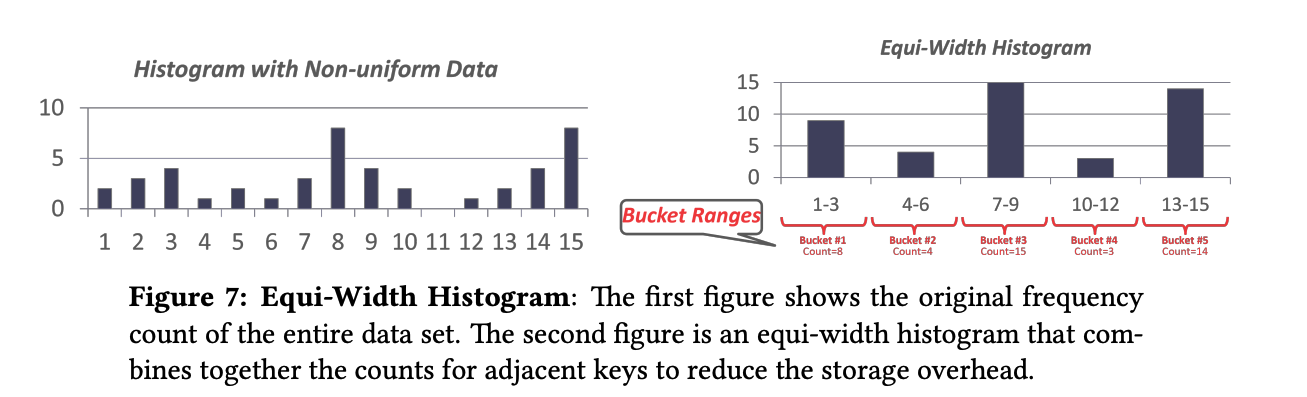 Histogram with Non-uniform Data
10
5
0
1 2 3 4 5 6 7 8 9 10 11 12 13 14 15
Equi-Width Histogram
15
10
5
0
1-3 4-6 7-9 10-12 13-15
Bucket Ranges
Bucket #1 Bucket #2 Bucket #3 Bucket #4 Bucket #5
Count=8 Count=4 Count=15 Count=3 Count=14
Figure 7: Equi-Width Histogram: The first figure shows the original frequency
count of the entire data set. The second figure is an equi-width histogram that com-
bines together the counts for adjacent keys to reduce the storage overhead.